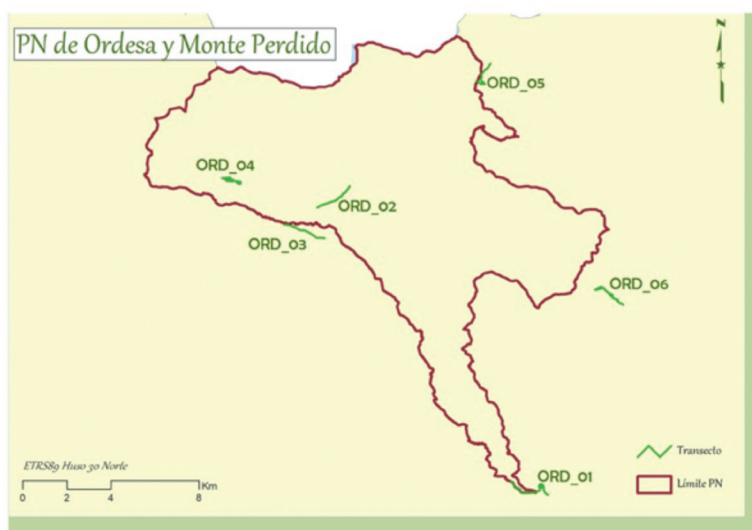 PN de Ordesa y Monte Perdido
N
ORD_05
ORD_04
ORD_02
ORD_03
ORD_06
ORD_01
ETRS89 Huso 30 Norte
0 2 4 8 Km
Transecto
Límite PN